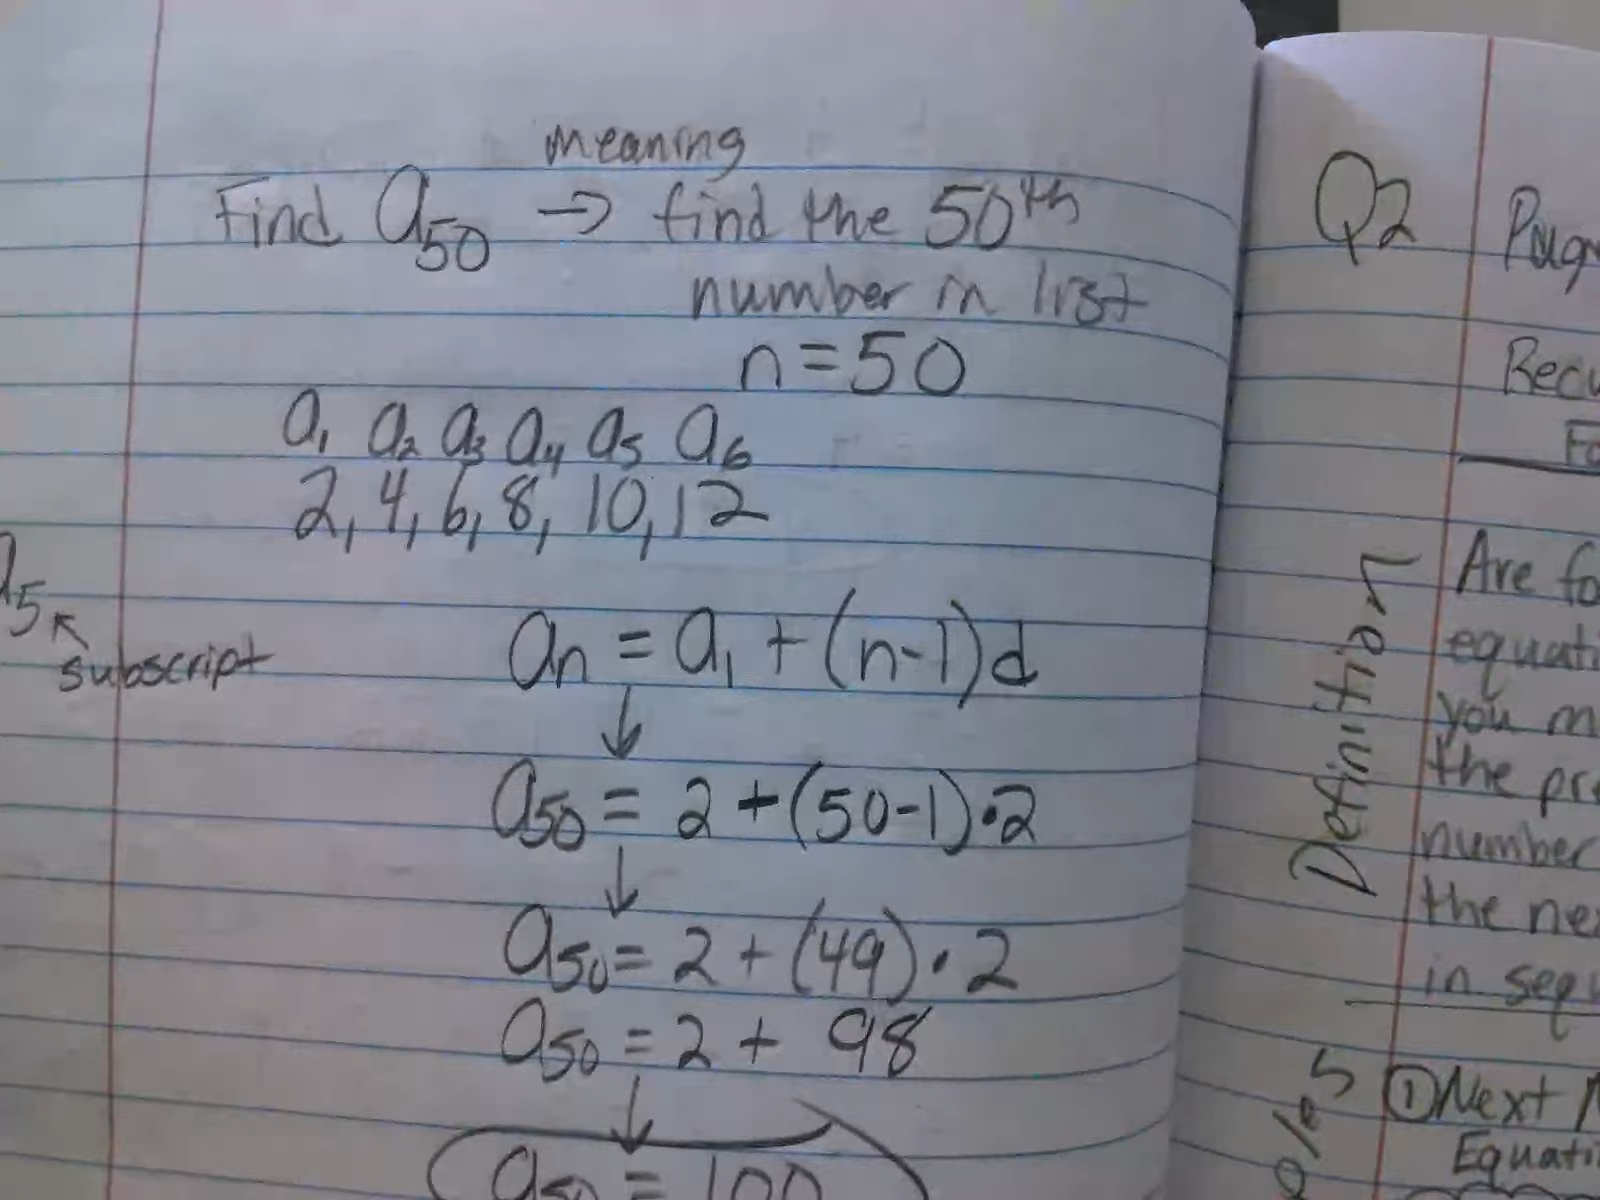 meaning
Find a50 → find the 50th
number in list
n = 50
a1 a2 a3 a4 a5 a6
2, 4, 6, 8, 10, 12
a5
subscript
an = a1 + (n-1)d
a50 = 2 + (50-1)•2
a50 = 2 + (49)•2
a50 = 2 + 98
a50 = 100
Q2
Definition
Are fo
equati
you m
the pr
number
the ne
in sequ
① Next
Equati